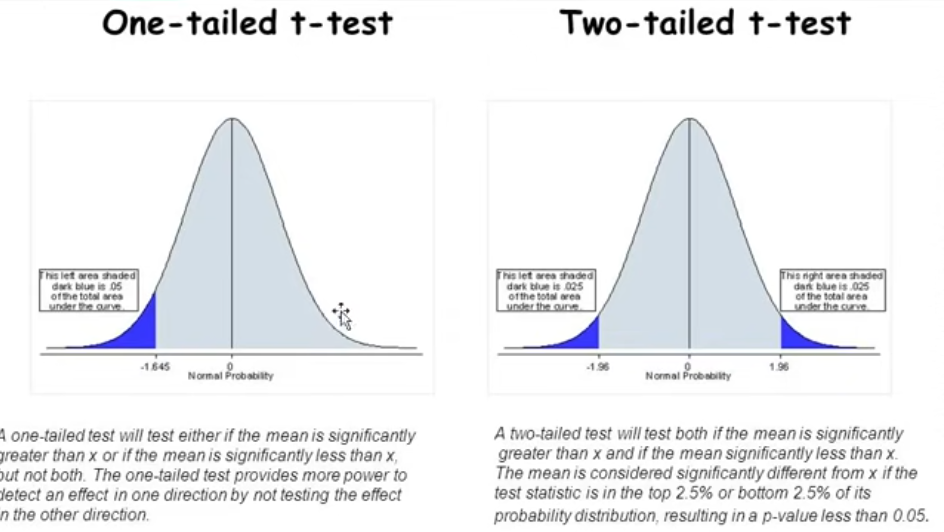 One-tailed t-test
This left area shaded
dark blue is .05
of the total area
under the curve.
-1.645
0
Normal Probability
A one-tailed test will test either if the mean is significantly
greater than x or if the mean is significantly less than x,
but not both. The one-tailed test provides more power to
detect an effect in one direction by not testing the effect
in the other direction.
Two-tailed t-test
This left area shaded
dark blue is .025
of the total area
under the curve.
This right area shaded
dark blue is .025
of the total area
under the curve.
-1.96
0
1.96
Normal Probability
A two-tailed test will test both if the mean is significantly
greater than x and if the mean significantly less than x.
The mean is considered significantly different from x if the
test statistic is in the top 2.5% or bottom 2.5% of its
probability distribution, resulting in a p-value less than 0.05.